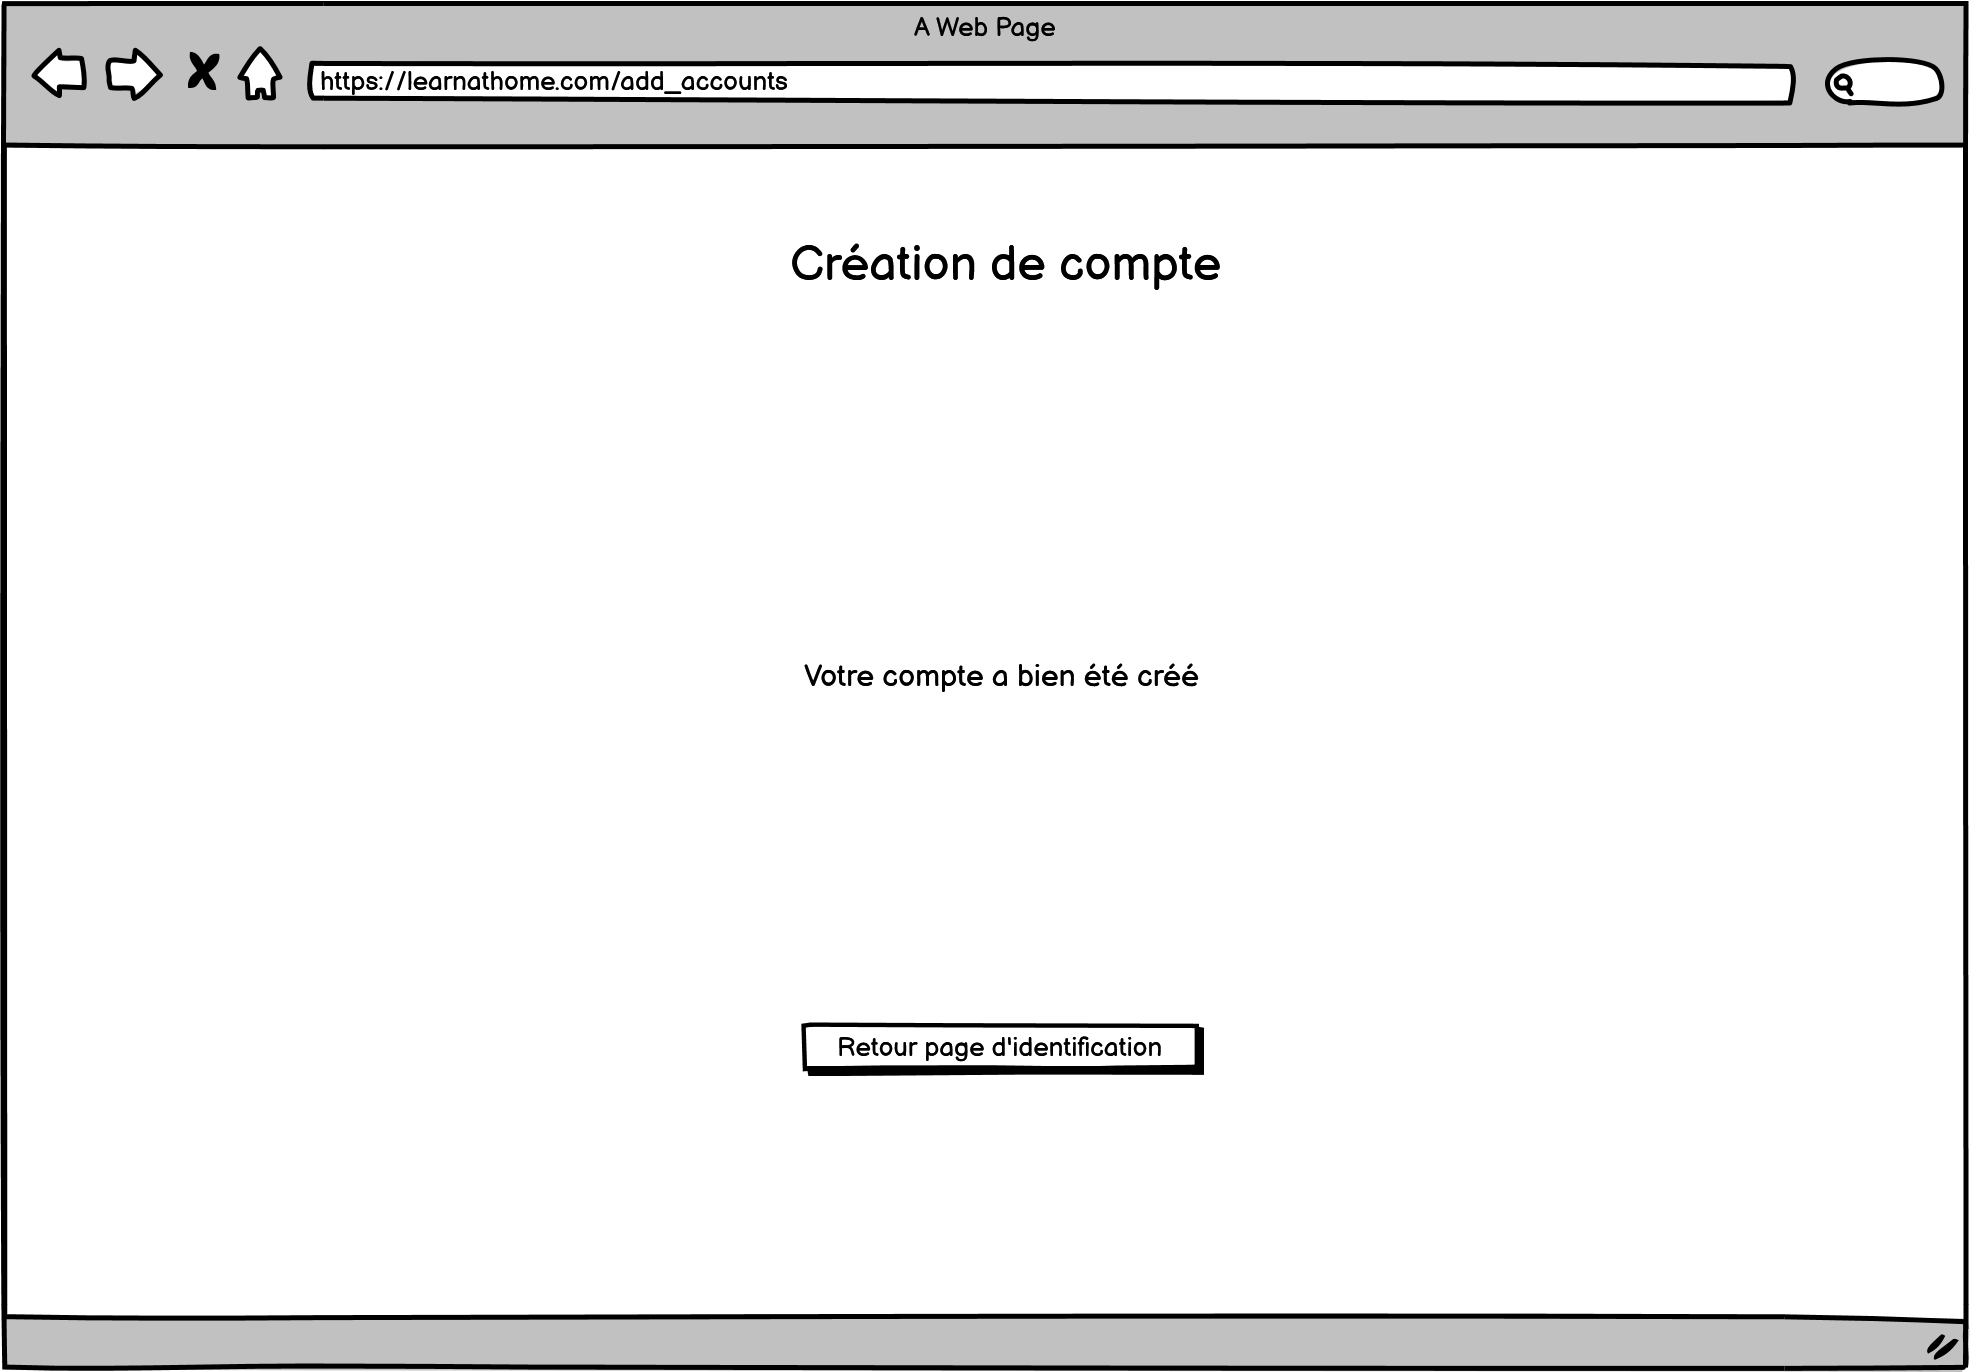 A Web Page
https://learnathome.com/add_accounts
Création de compte
Votre compte a bien été créé
Retour page d'identification